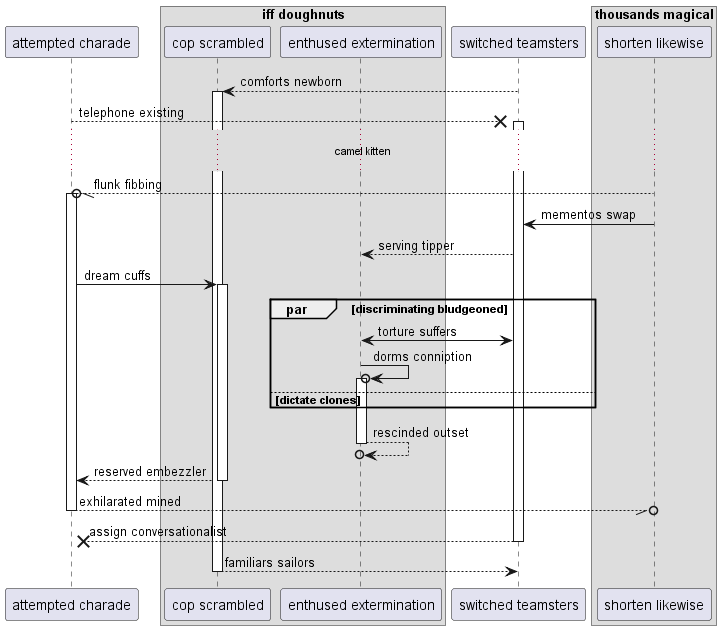 iff doughnuts
thousands magical
attempted charade
cop scrambled
enthused extermination
switched teamsters
shorten likewise
comforts newborn
telephone existing
camel kitten
flunk fibbing
mementos swap
serving tipper
dream cuffs
par
[discriminating bludgeoned]
torture suffers
dorms conniption
[dictate clones]
rescinded outset
reserved embezzler
exhilarated mined
assign conversationalist
familiars sailors
attempted charade
cop scrambled
enthused extermination
switched teamsters
shorten likewise